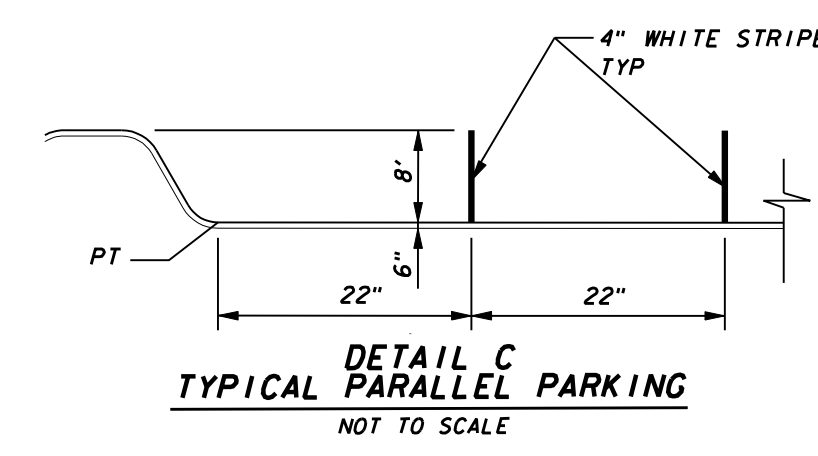 4" WHITE STRIPE
TYP
8'
PT
6"
22" 22"
DETAIL C
TYPICAL PARALLEL PARKING
NOT TO SCALE